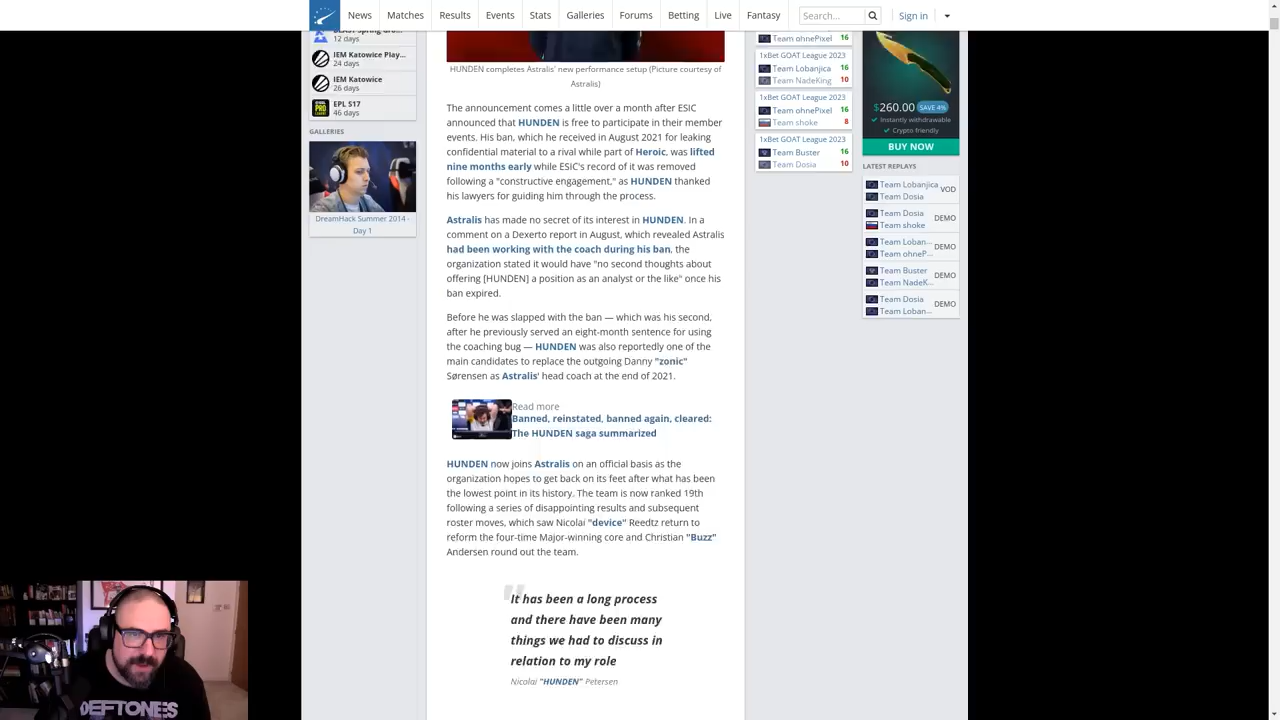 News Matches Results Events Stats Galleries Forums Betting Live Fantasy Search... Sign in
12 days
IEM Katowice Play...
24 days
IEM Katowice
26 days
EPL S17
46 days
GALLERIES
DreamHack Summer 2014 -
Day 1
HUNDEN completes Astralis' new performance setup (Picture courtesy of
Astralis)
The announcement comes a little over a month after ESIC
announced that HUNDEN is free to participate in their member
events. His ban, which he received in August 2021 for leaking
confidential material to a rival while part of Heroic, was lifted
nine months early while ESIC's record of it was removed
following a "constructive engagement," as HUNDEN thanked
his lawyers for guiding him through the process.
Astralis has made no secret of its interest in HUNDEN. In a
comment on a Dexerto report in August, which revealed Astralis
had been working with the coach during his ban, the
organization stated it would have "no second thoughts about
offering [HUNDEN] a position as an analyst or the like" once his
ban expired.
Before he was slapped with the ban — which was his second,
after he previously served an eight-month sentence for using
the coaching bug — HUNDEN was also reportedly one of the
main candidates to replace the outgoing Danny "zonic"
Sørensen as Astralis' head coach at the end of 2021.
Read more
Banned, reinstated, banned again, cleared:
The HUNDEN saga summarized
HUNDEN now joins Astralis on an official basis as the
organization hopes to get back on its feet after what has been
the lowest point in its history. The team is now ranked 19th
following a series of disappointing results and subsequent
roster moves, which saw Nicolai "device" Reedtz return to
reform the four-time Major-winning core and Christian "Buzz"
Andersen round out the team.
It has been a long process
and there have been many
things we had to discuss in
relation to my role
Nicolai "HUNDEN" Petersen
Team ohnePixel 16
1xBet GOAT League 2023
Team Lobanjica 16
Team NadeKing 10
1xBet GOAT League 2023
Team ohnePixel 16
Team shoke 8
1xBet GOAT League 2023
Team Buster 16
Team Dosia 10
$260.00 SAVE 4%
Instantly withdrawable
Crypto friendly
BUY NOW
LATEST REPLAYS
Team Lobanjica
Team Dosia
VOD
Team Dosia
Team shoke
DEMO
Team Loban...
Team ohneP...
DEMO
Team Buster
Team NadeK...
DEMO
Team Dosia
Team Loban...
DEMO
DEFTONES